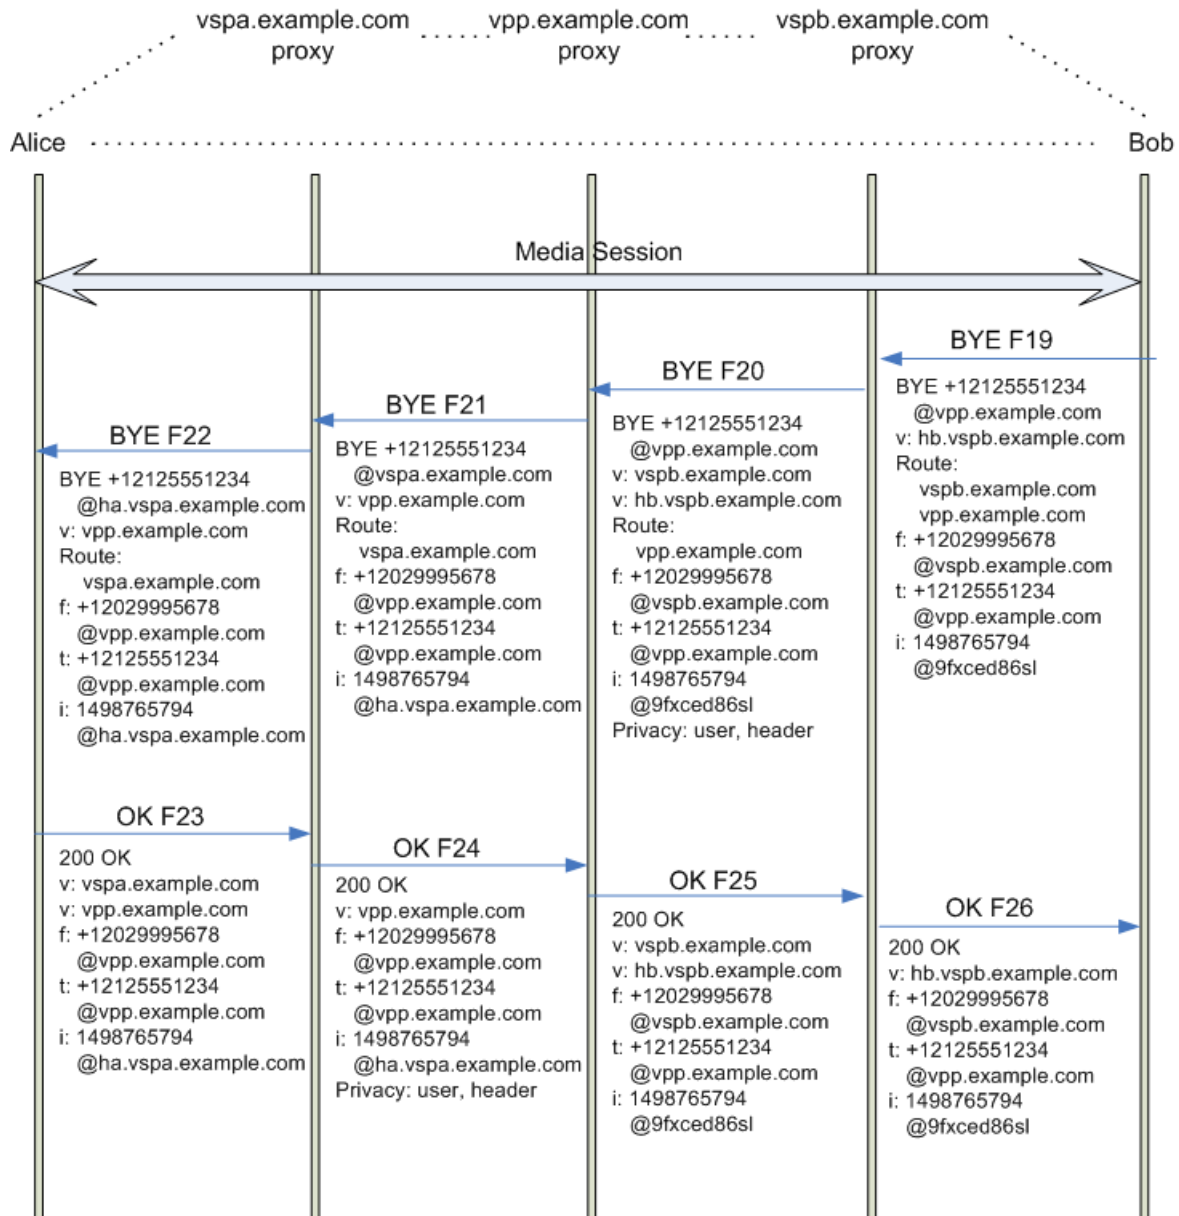 vspa.example.com
proxy
vpp.example.com
proxy
vspb.example.com
proxy
Alice
Bob
Media Session
BYE F19
BYE +12125551234
@vpp.example.com
v: hb.vspb.example.com
Route:
vspb.example.com
vpp.example.com
f: +12029995678
@vspb.example.com
t: +12125551234
@vpp.example.com
i: 1498765794
@9fxced86sl
BYE F20
BYE +12125551234
@vpp.example.com
v: vspb.example.com
v: hb.vspb.example.com
Route:
vpp.example.com
f: +12029995678
@vspb.example.com
t: +12125551234
@vpp.example.com
i: 1498765794
@9fxced86sl
Privacy: user, header
BYE F21
BYE +12125551234
@vspa.example.com
v: vpp.example.com
Route:
vspa.example.com
f: +12029995678
@vpp.example.com
t: +12125551234
@vpp.example.com
i: 1498765794
@ha.vspa.example.com
BYE F22
BYE +12125551234
@ha.vspa.example.com
v: vpp.example.com
Route:
vspa.example.com
f: +12029995678
@vpp.example.com
t: +12125551234
@vpp.example.com
i: 1498765794
@ha.vspa.example.com
OK F23
200 OK
v: vspa.example.com
v: vpp.example.com
f: +12029995678
@vpp.example.com
t: +12125551234
@vpp.example.com
i: 1498765794
@ha.vspa.example.com
OK F24
200 OK
v: vpp.example.com
f: +12029995678
@vpp.example.com
t: +12125551234
@vpp.example.com
i: 1498765794
@ha.vspa.example.com
Privacy: user, header
OK F25
200 OK
v: vspb.example.com
v: hb.vspb.example.com
f: +12029995678
@vspb.example.com
t: +12125551234
@vpp.example.com
i: 1498765794
@9fxced86sl
OK F26
200 OK
v: hb.vspb.example.com
f: +12029995678
@vspb.example.com
t: +12125551234
@vpp.example.com
i: 1498765794
@9fxced86sl